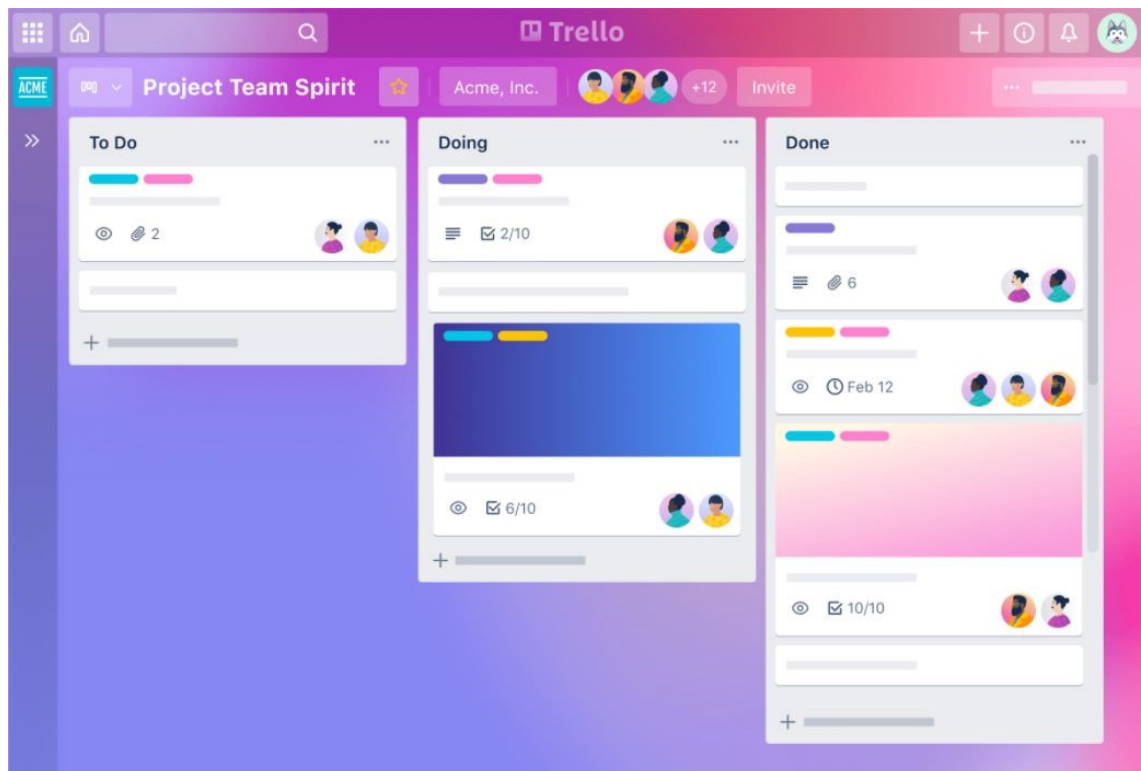 Trello
ACME
Project Team Spirit
Acme, Inc.
+12
Invite
To Do
2
Doing
2/10
6/10
Done
6
Feb 12
10/10